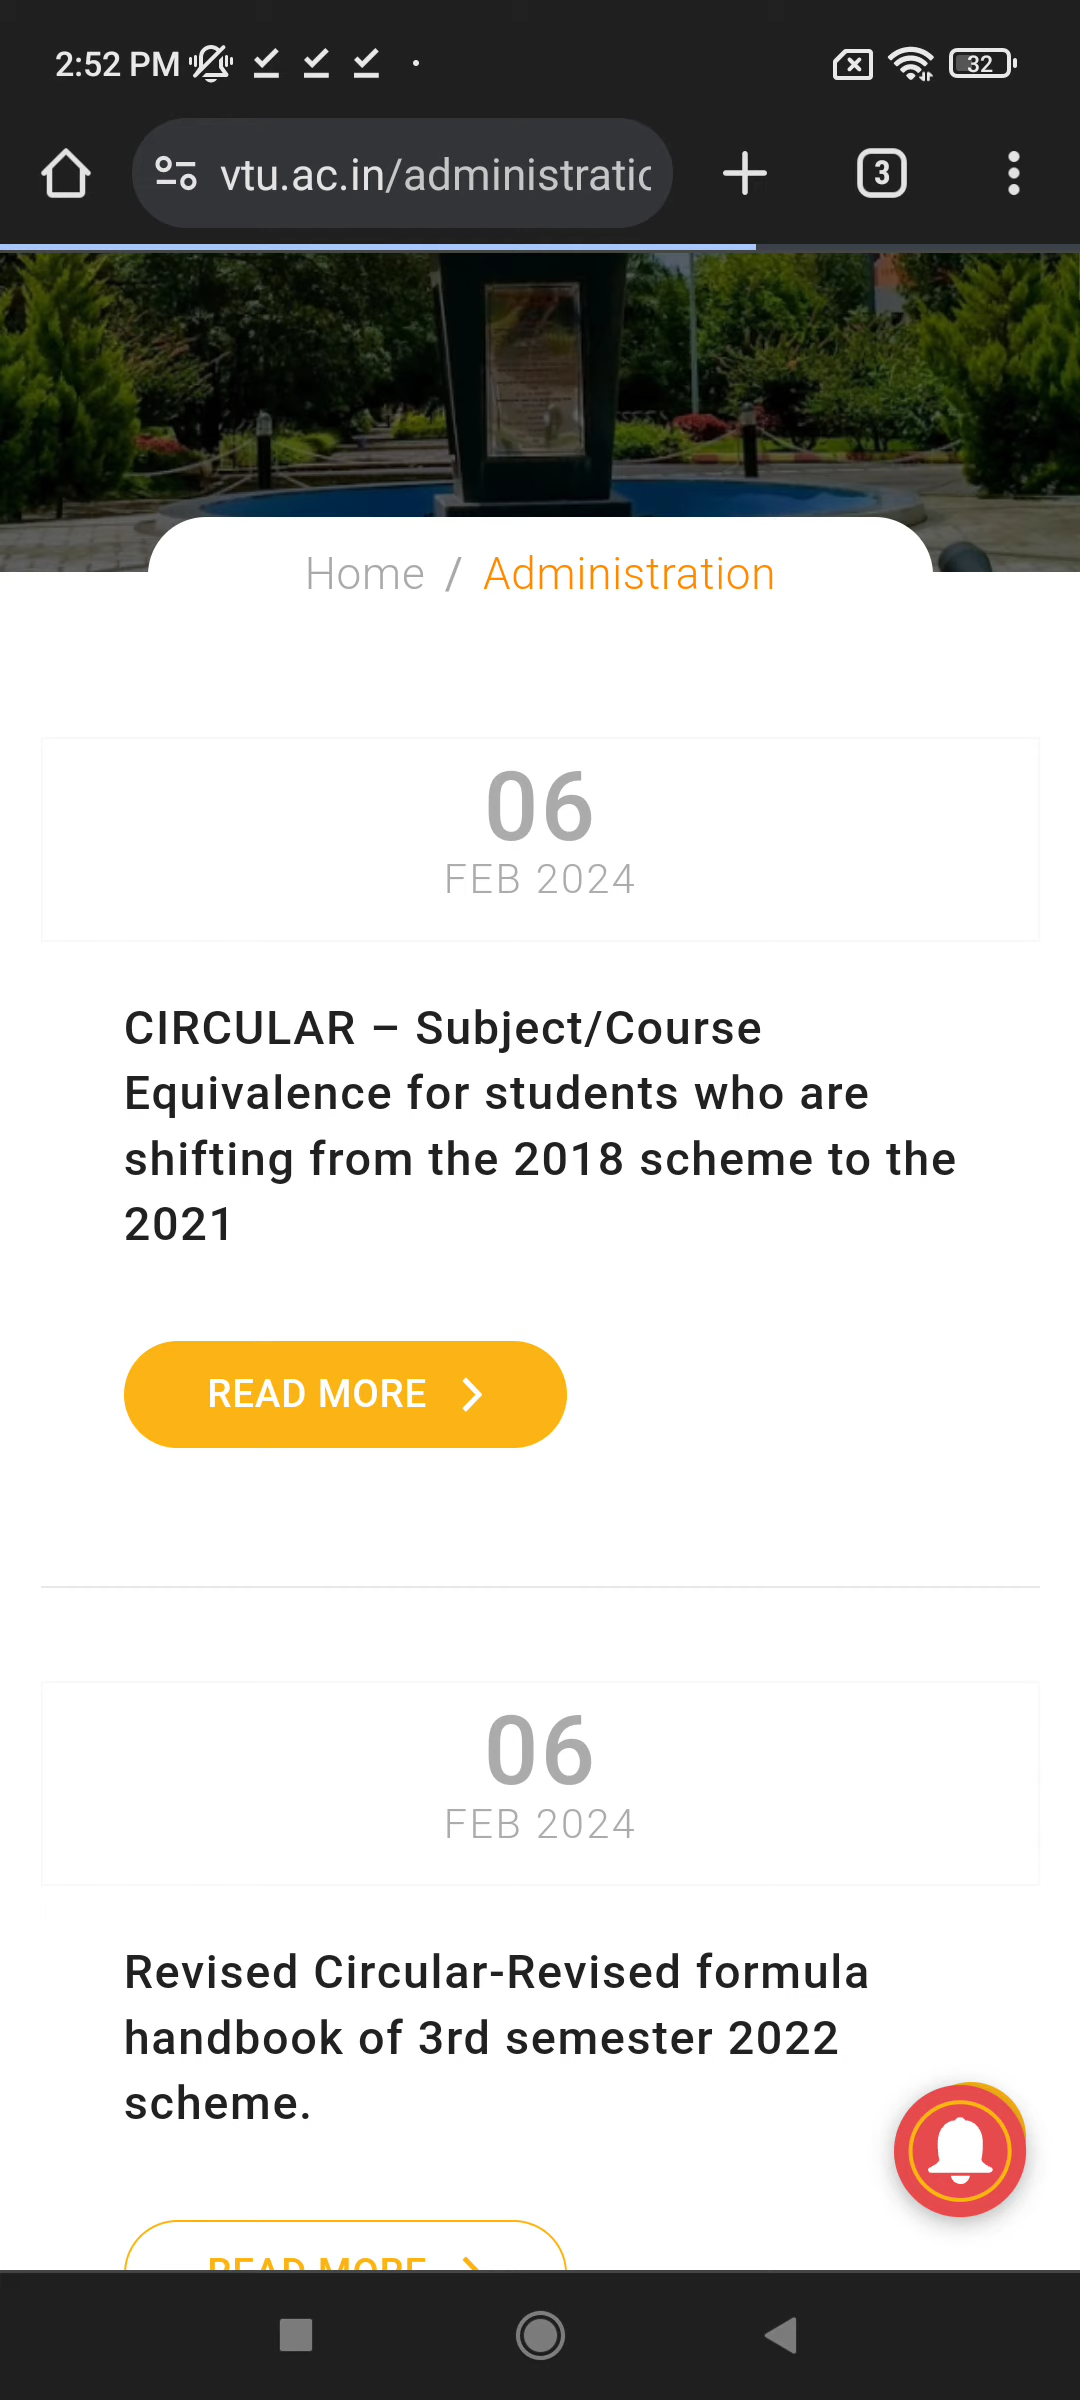 2:52 PM
32
vtu.ac.in/administratic
3
Home / Administration
06
FEB 2024
CIRCULAR – Subject/Course
Equivalence for students who are
shifting from the 2018 scheme to the
2021
READ MORE
06
FEB 2024
Revised Circular-Revised formula
handbook of 3rd semester 2022
scheme.
READ MORE